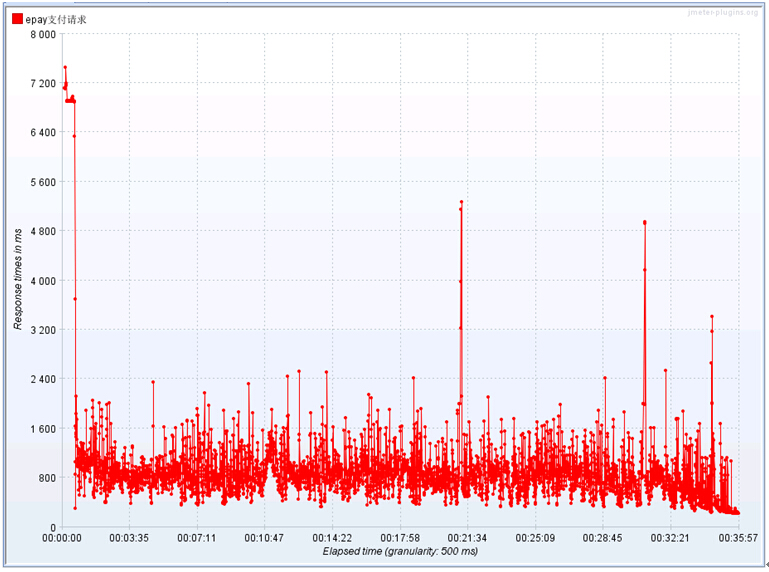 epay支付请求
jmeter-plugins.org
8 000
7 200
6 400
5 600
4 800
4 000
3 200
2 400
1 600
800
0
Response times in ms
00:00:00 00:03:35 00:07:11 00:10:47 00:14:22 00:17:58 00:21:34 00:25:09 00:28:45 00:32:21 00:35:57
Elapsed time (granularity: 500 ms)